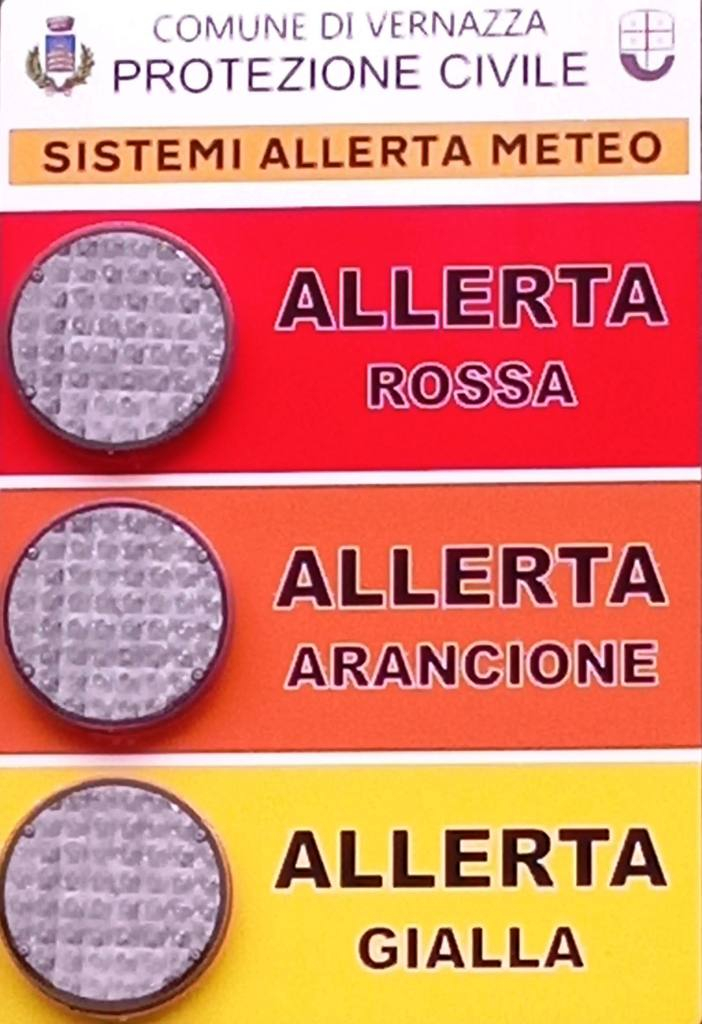 COMUNE DI VERNAZZA
PROTEZIONE CIVILE
SISTEMI ALLERTA METEO
ALLERTA
ROSSA
ALLERTA
ARANCIONE
ALLERTA
GIALLA